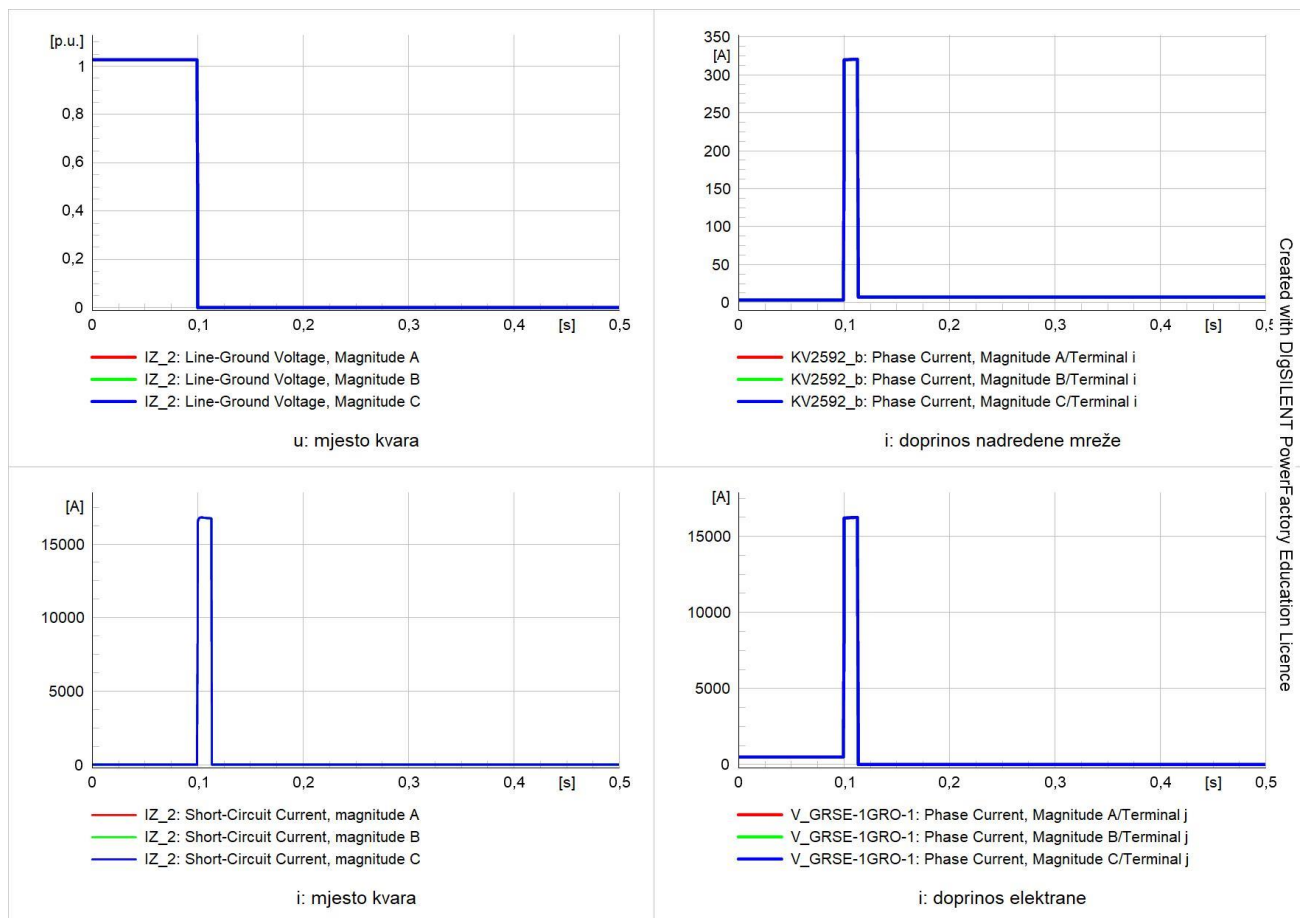 [p.u.]
1
0,8
0,6
0,4
0,2
0
0
0,1
0,2
0,3
0,4
[s]
0,5
IZ_2: Line-Ground Voltage, Magnitude A
IZ_2: Line-Ground Voltage, Magnitude B
IZ_2: Line-Ground Voltage, Magnitude C
u: mjesto kvara
350
[A]
300
250
200
150
100
50
0
0
0,1
0,2
0,3
0,4
[s]
0,5
KV2592_b: Phase Current, Magnitude A/Terminal i
KV2592_b: Phase Current, Magnitude B/Terminal i
KV2592_b: Phase Current, Magnitude C/Terminal i
i: doprinos nadređene mreže
[A]
15000
10000
5000
0
0
0,1
0,2
0,3
0,4
[s]
0,5
IZ_2: Short-Circuit Current, magnitude A
IZ_2: Short-Circuit Current, magnitude B
IZ_2: Short-Circuit Current, magnitude C
i: mjesto kvara
[A]
15000
10000
5000
0
0
0,1
0,2
0,3
0,4
[s]
0,5
V_GRSE-1GRO-1: Phase Current, Magnitude A/Terminal j
V_GRSE-1GRO-1: Phase Current, Magnitude B/Terminal j
V_GRSE-1GRO-1: Phase Current, Magnitude C/Terminal j
i: doprinos elektrane
Created with DIgSILENT PowerFactory Education Licence